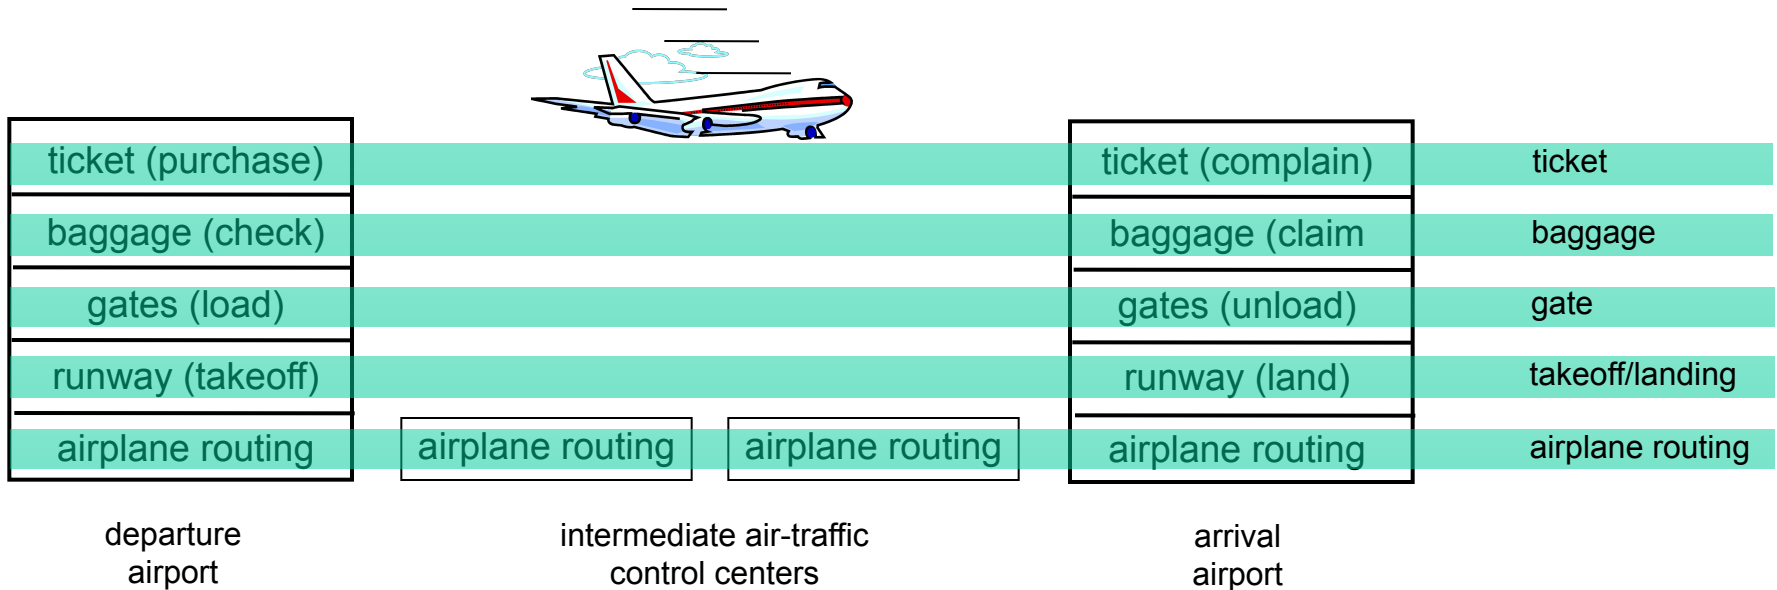 ticket (purchase)
ticket (complain)
ticket
baggage (check)
baggage (claim
baggage
gates (load)
gates (unload)
gate
runway (takeoff)
runway (land)
takeoff/landing
airplane routing
airplane routing
airplane routing
airplane routing
airplane routing
departure
airport
intermediate air-traffic
control centers
arrival
airport